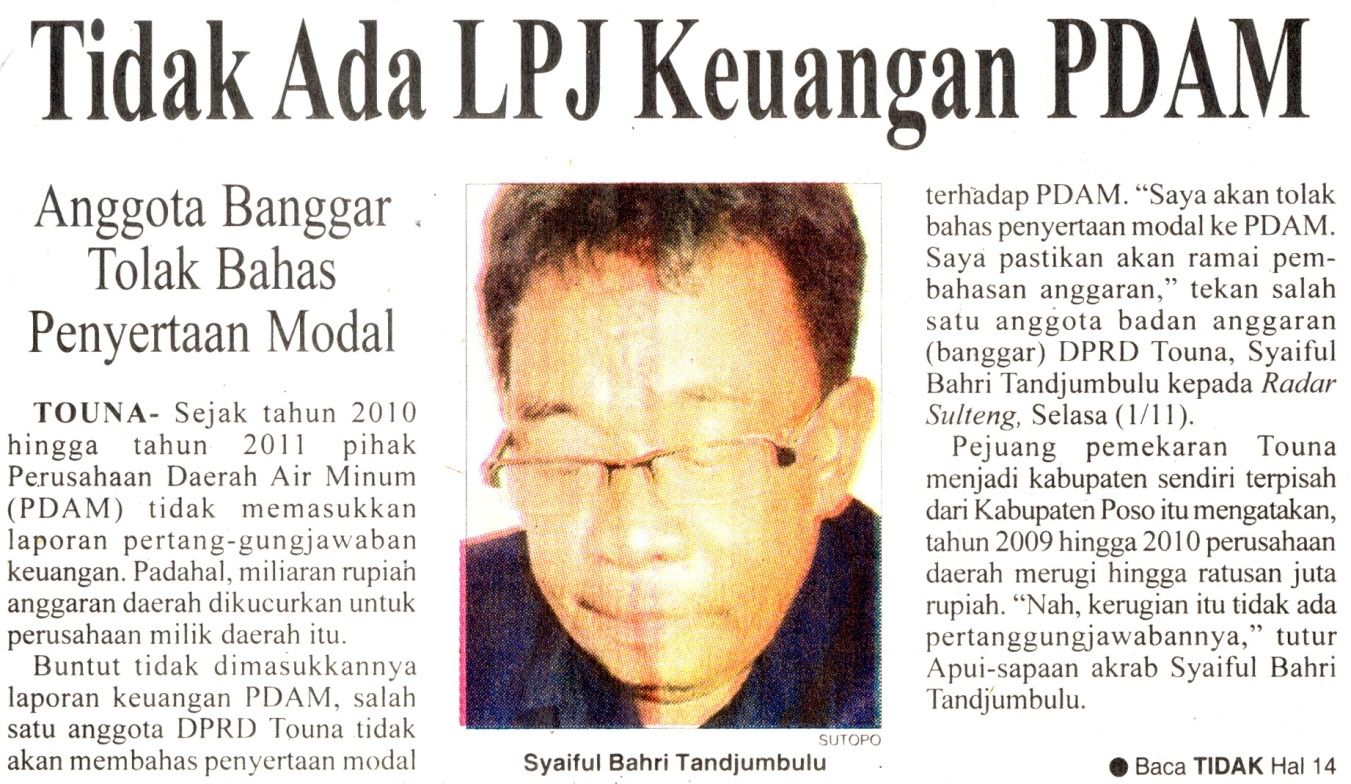 Tidak Ada LPJ Keuangan PDAM
Anggota Banggar
Tolak Bahas
Penyertaan Modal
TOUNA- Sejak tahun 2010
hingga tahun 2011 pihak
Perusahaan Daerah Air Minum
(PDAM) tidak memasukkan
laporan pertang-gungjawaban
keuangan. Padahal, miliaran rupiah
anggaran daerah dikucurkan untuk
perusahaan milik daerah itu.
Buntut tidak dimasukkannya
laporan keuangan PDAM, salah
satu anggota DPRD Touna tidak
akan membahas penyertaan modal
SUTOPO
Syaiful Bahri Tandjumbulu
terhadap PDAM. “Saya akan tolak
bahas penyertaan modal ke PDAM.
Saya pastikan akan ramai pem-
bahasan anggaran,” tekan salah
satu anggota badan anggaran
(banggar) DPRD Touna, Syaiful
Bahri Tandjumbulu kepada Radar
Sulteng, Selasa (1/11).
Pejuang pemekaran Touna
menjadi kabupaten sendiri terpisah
dari Kabupaten Poso itu mengatakan,
tahun 2009 hingga 2010 perusahaan
daerah merugi hingga ratusan juta
rupiah. “Nah, kerugian itu tidak ada
pertanggungjawabannya,” tutur
Apui-sapaan akrab Syaiful Bahri
Tandjumbulu.
● Baca TIDAK Hal 14